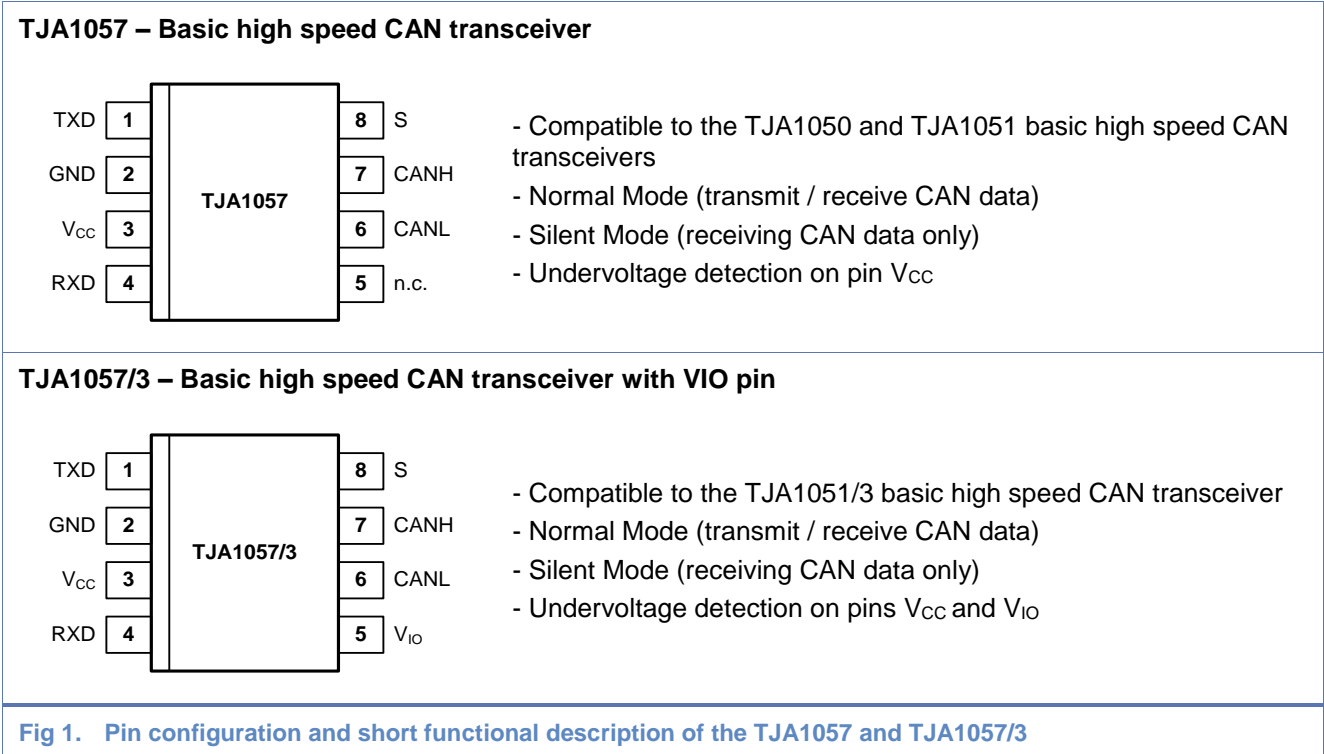 TJA1057 – Basic high speed CAN transceiver
TXD 1
GND 2
VCC 3
RXD 4
TJA1057
8 S
7 CANH
6 CANL
5 n.c.
- Compatible to the TJA1050 and TJA1051 basic high speed CAN
transceivers
- Normal Mode (transmit / receive CAN data)
- Silent Mode (receiving CAN data only)
- Undervoltage detection on pin VCC
TJA1057/3 – Basic high speed CAN transceiver with VIO pin
TXD 1
GND 2
VCC 3
RXD 4
TJA1057/3
8 S
7 CANH
6 CANL
5 VIO
- Compatible to the TJA1051/3 basic high speed CAN transceiver
- Normal Mode (transmit / receive CAN data)
- Silent Mode (receiving CAN data only)
- Undervoltage detection on pins VCC and VIO
Fig 1. Pin configuration and short functional description of the TJA1057 and TJA1057/3